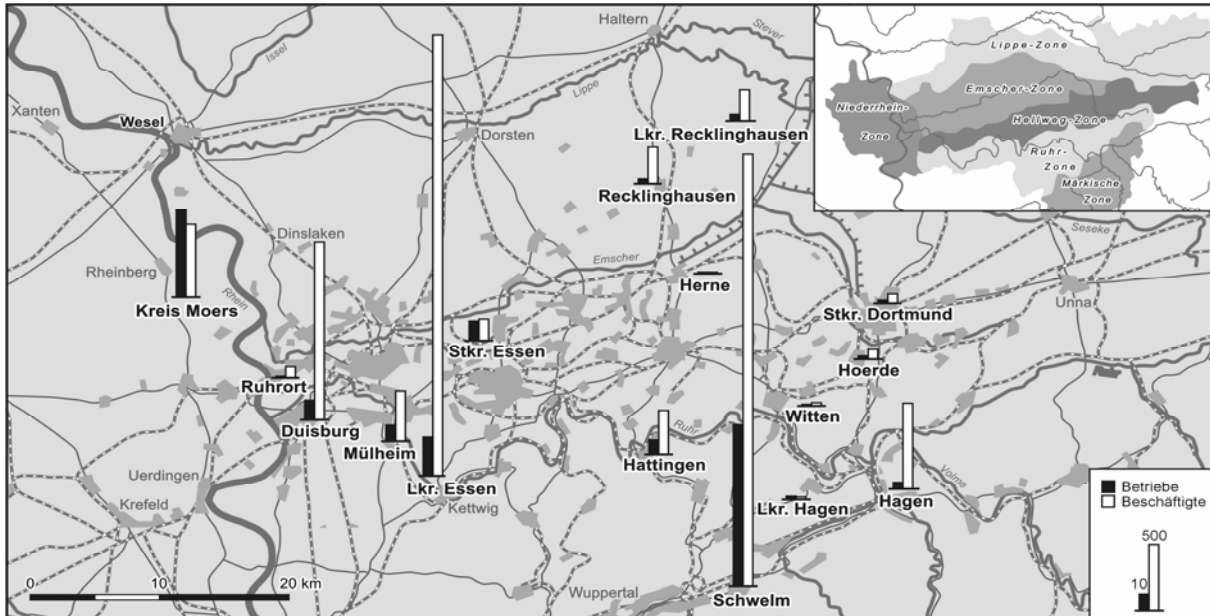 Haltern
Stever
Issel
Lippe
Xanten
Wesel
Dorsten
Lkr. Recklinghausen
Recklinghausen
Lippe-Zone
Emscher-Zone
Niederrhein-
Zone
Hellweg-Zone
Ruhr-
Zone
Märkische
Zone
Seseke
Dinslaken
Rheinberg
Rhein
Emscher
Kreis Moers
Herne
Unna
Stkr. Dortmund
Stkr. Essen
Hoerde
Ruhrort
Duisburg
Mülheim
Witten
Ruhr
Hattingen
Uerdingen
Krefeld
Lkr. Essen
Kettwig
Lkr. Hagen
Hagen
Volme
Wuppertal
Schwelm
Betriebe
Beschäftigte
500
10
0 10 20 km